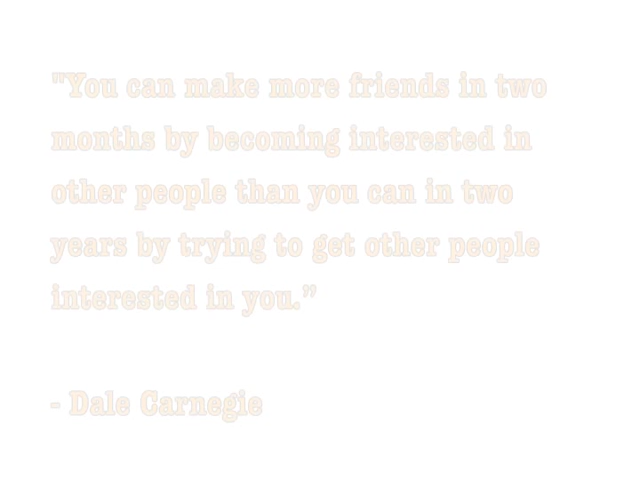 "You can make more friends in two
months by becoming interested in
other people than you can in two
years by trying to get other people
interested in you.”
- Dale Carnegie